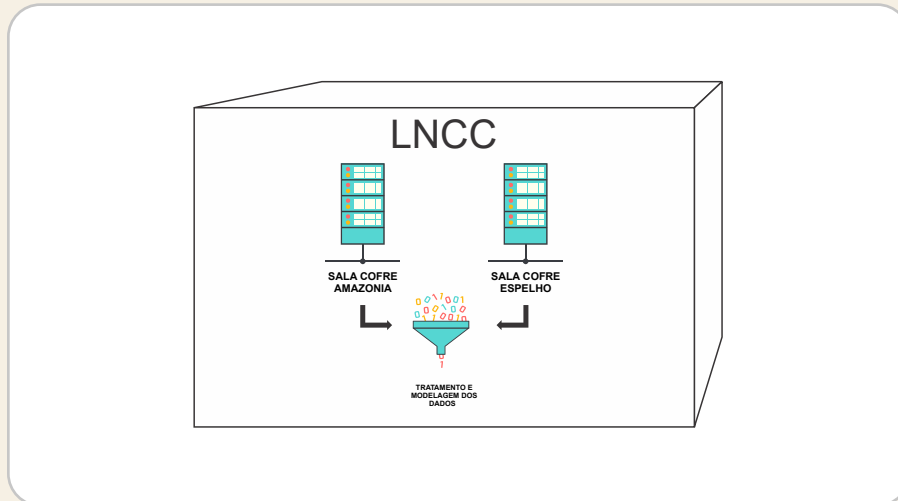 LNCC
SALA COFRE
AMAZONIA
SALA COFRE
ESPELHO
TRATAMENTO E
MODELAGEM DOS
DADOS